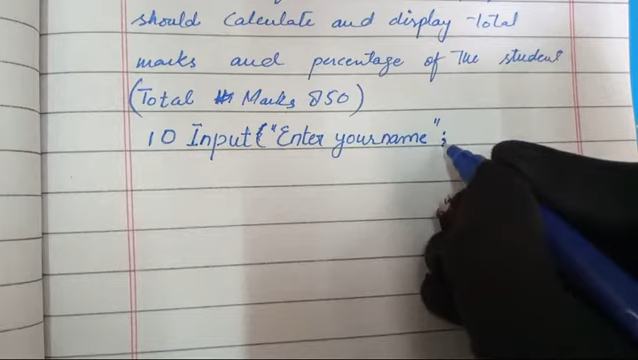 should calculate and display total
marks and percentage of the student
(Total Marks 850)
10 Input ("Enter your name";